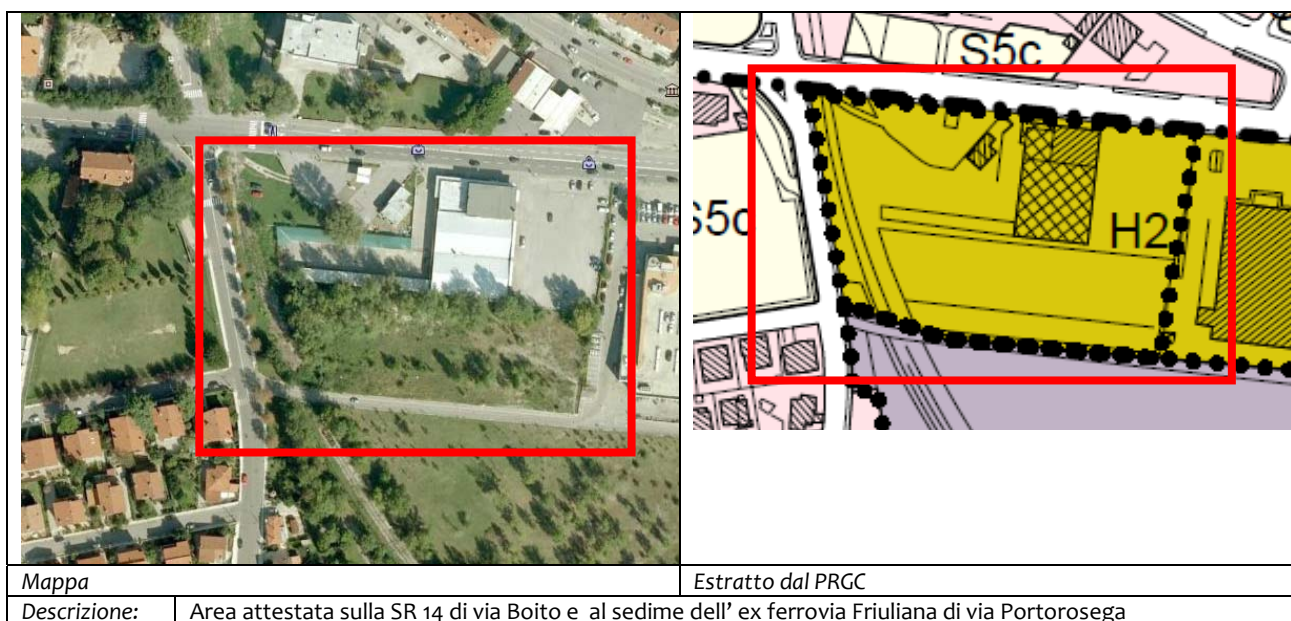 S5c
S5c
H2
Mappa
Estratto dal PRGC
Descrizione:
Area attestata sulla SR 14 di via Boito e al sedime dell' ex ferrovia Friuliana di via Portorosega